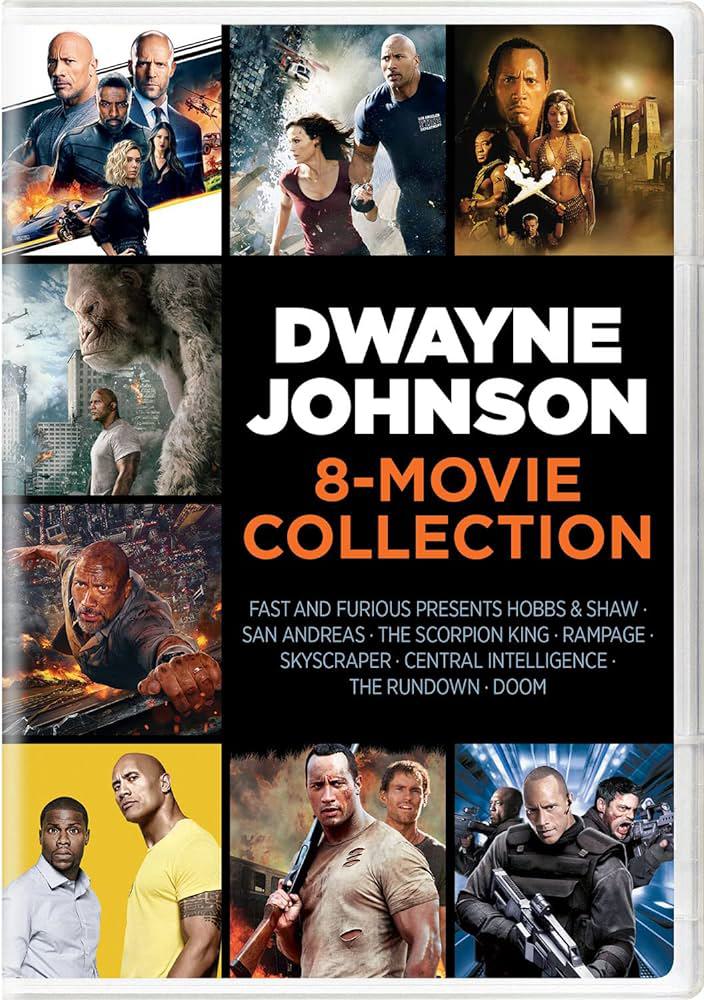 DWAYNE
JOHNSON
8-MOVIE
COLLECTION
FAST AND FURIOUS PRESENTS HOBBS & SHAW ·
SAN ANDREAS · THE SCORPION KING · RAMPAGE ·
SKYSCRAPER · CENTRAL INTELLIGENCE ·
THE RUNDOWN · DOOM